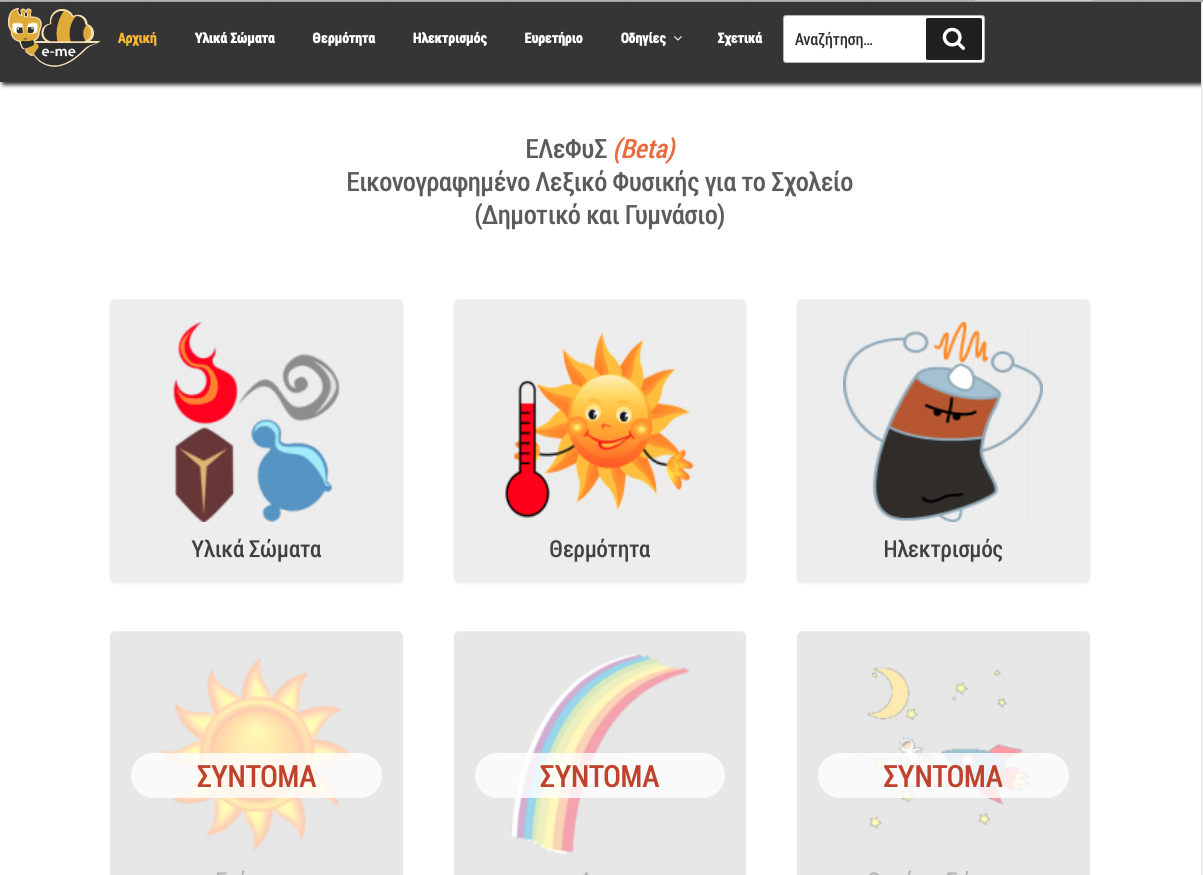 e-me
Αρχική
Υλικά Σώματα
Θερμότητα
Ηλεκτρισμός
Ευρετήριο
Οδηγίες
Σχετικά
Αναζήτηση...
ΕΛεΦυΣ (Beta)
Εικονογραφημένο Λεξικό Φυσικής για το Σχολείο
(Δημοτικό και Γυμνάσιο)
Υλικά Σώματα
Θερμότητα
Ηλεκτρισμός
ΣΥΝΤΟΜΑ
ΣΥΝΤΟΜΑ
ΣΥΝΤΟΜΑ